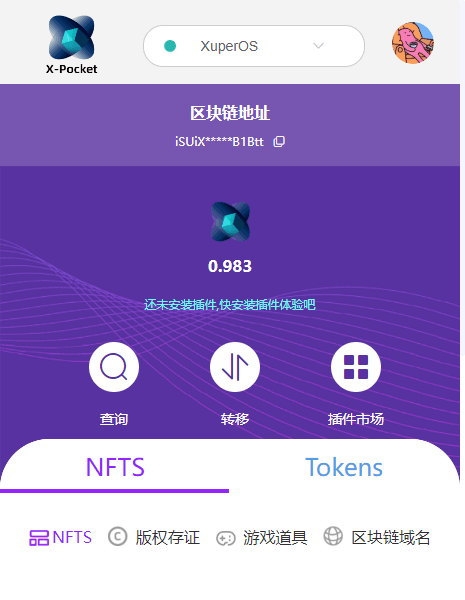 X-Pocket
XuperOS
区块链地址
iSUiX*****B1Btt
0.983
还未安装插件,快安装插件体验吧
查询 转移 插件市场
NFTS Tokens
NFTS 版权存证 游戏道具 区块链域名